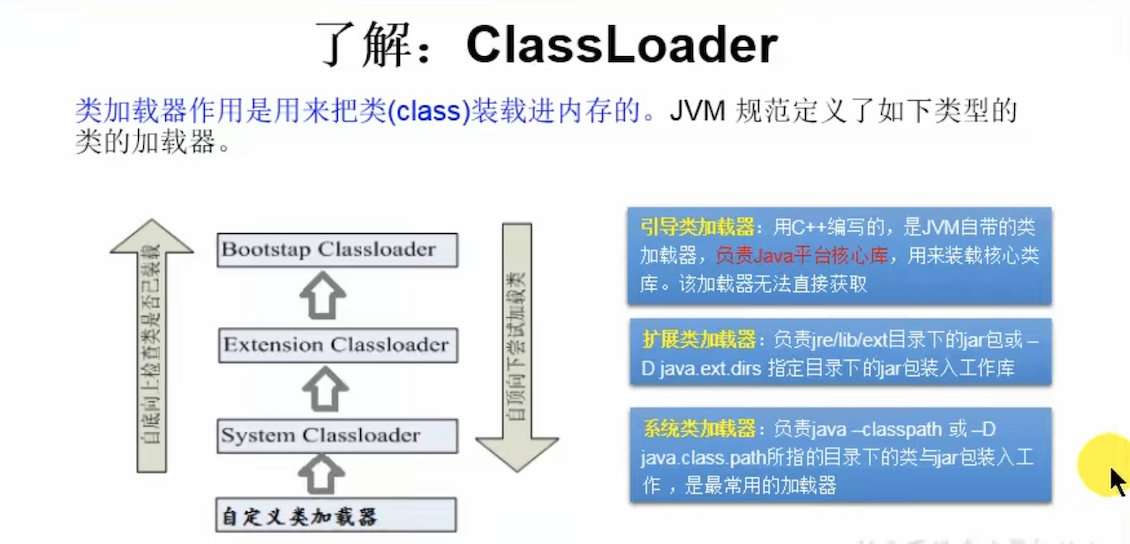 了解：ClassLoader
类加载器作用是用来把类(class)装载进内存的。JVM 规范定义了如下类型的
类的加载器。
自底向上检查类是否已装载
Bootstap Classloader
Extension Classloader
System Classloader
自定义类加载器
自顶向下尝试加载类
引导类加载器：用C++编写的，是JVM自带的类
加载器，负责Java平台核心库，用来装载核心类
库。该加载器无法直接获取
扩展类加载器：负责jre/lib/ext目录下的jar包或 –
D java.ext.dirs 指定目录下的jar包装入工作库
系统类加载器：负责java –classpath 或 –D
java.class.path所指的目录下的类与jar包装入工
作 ，是最常用的加载器